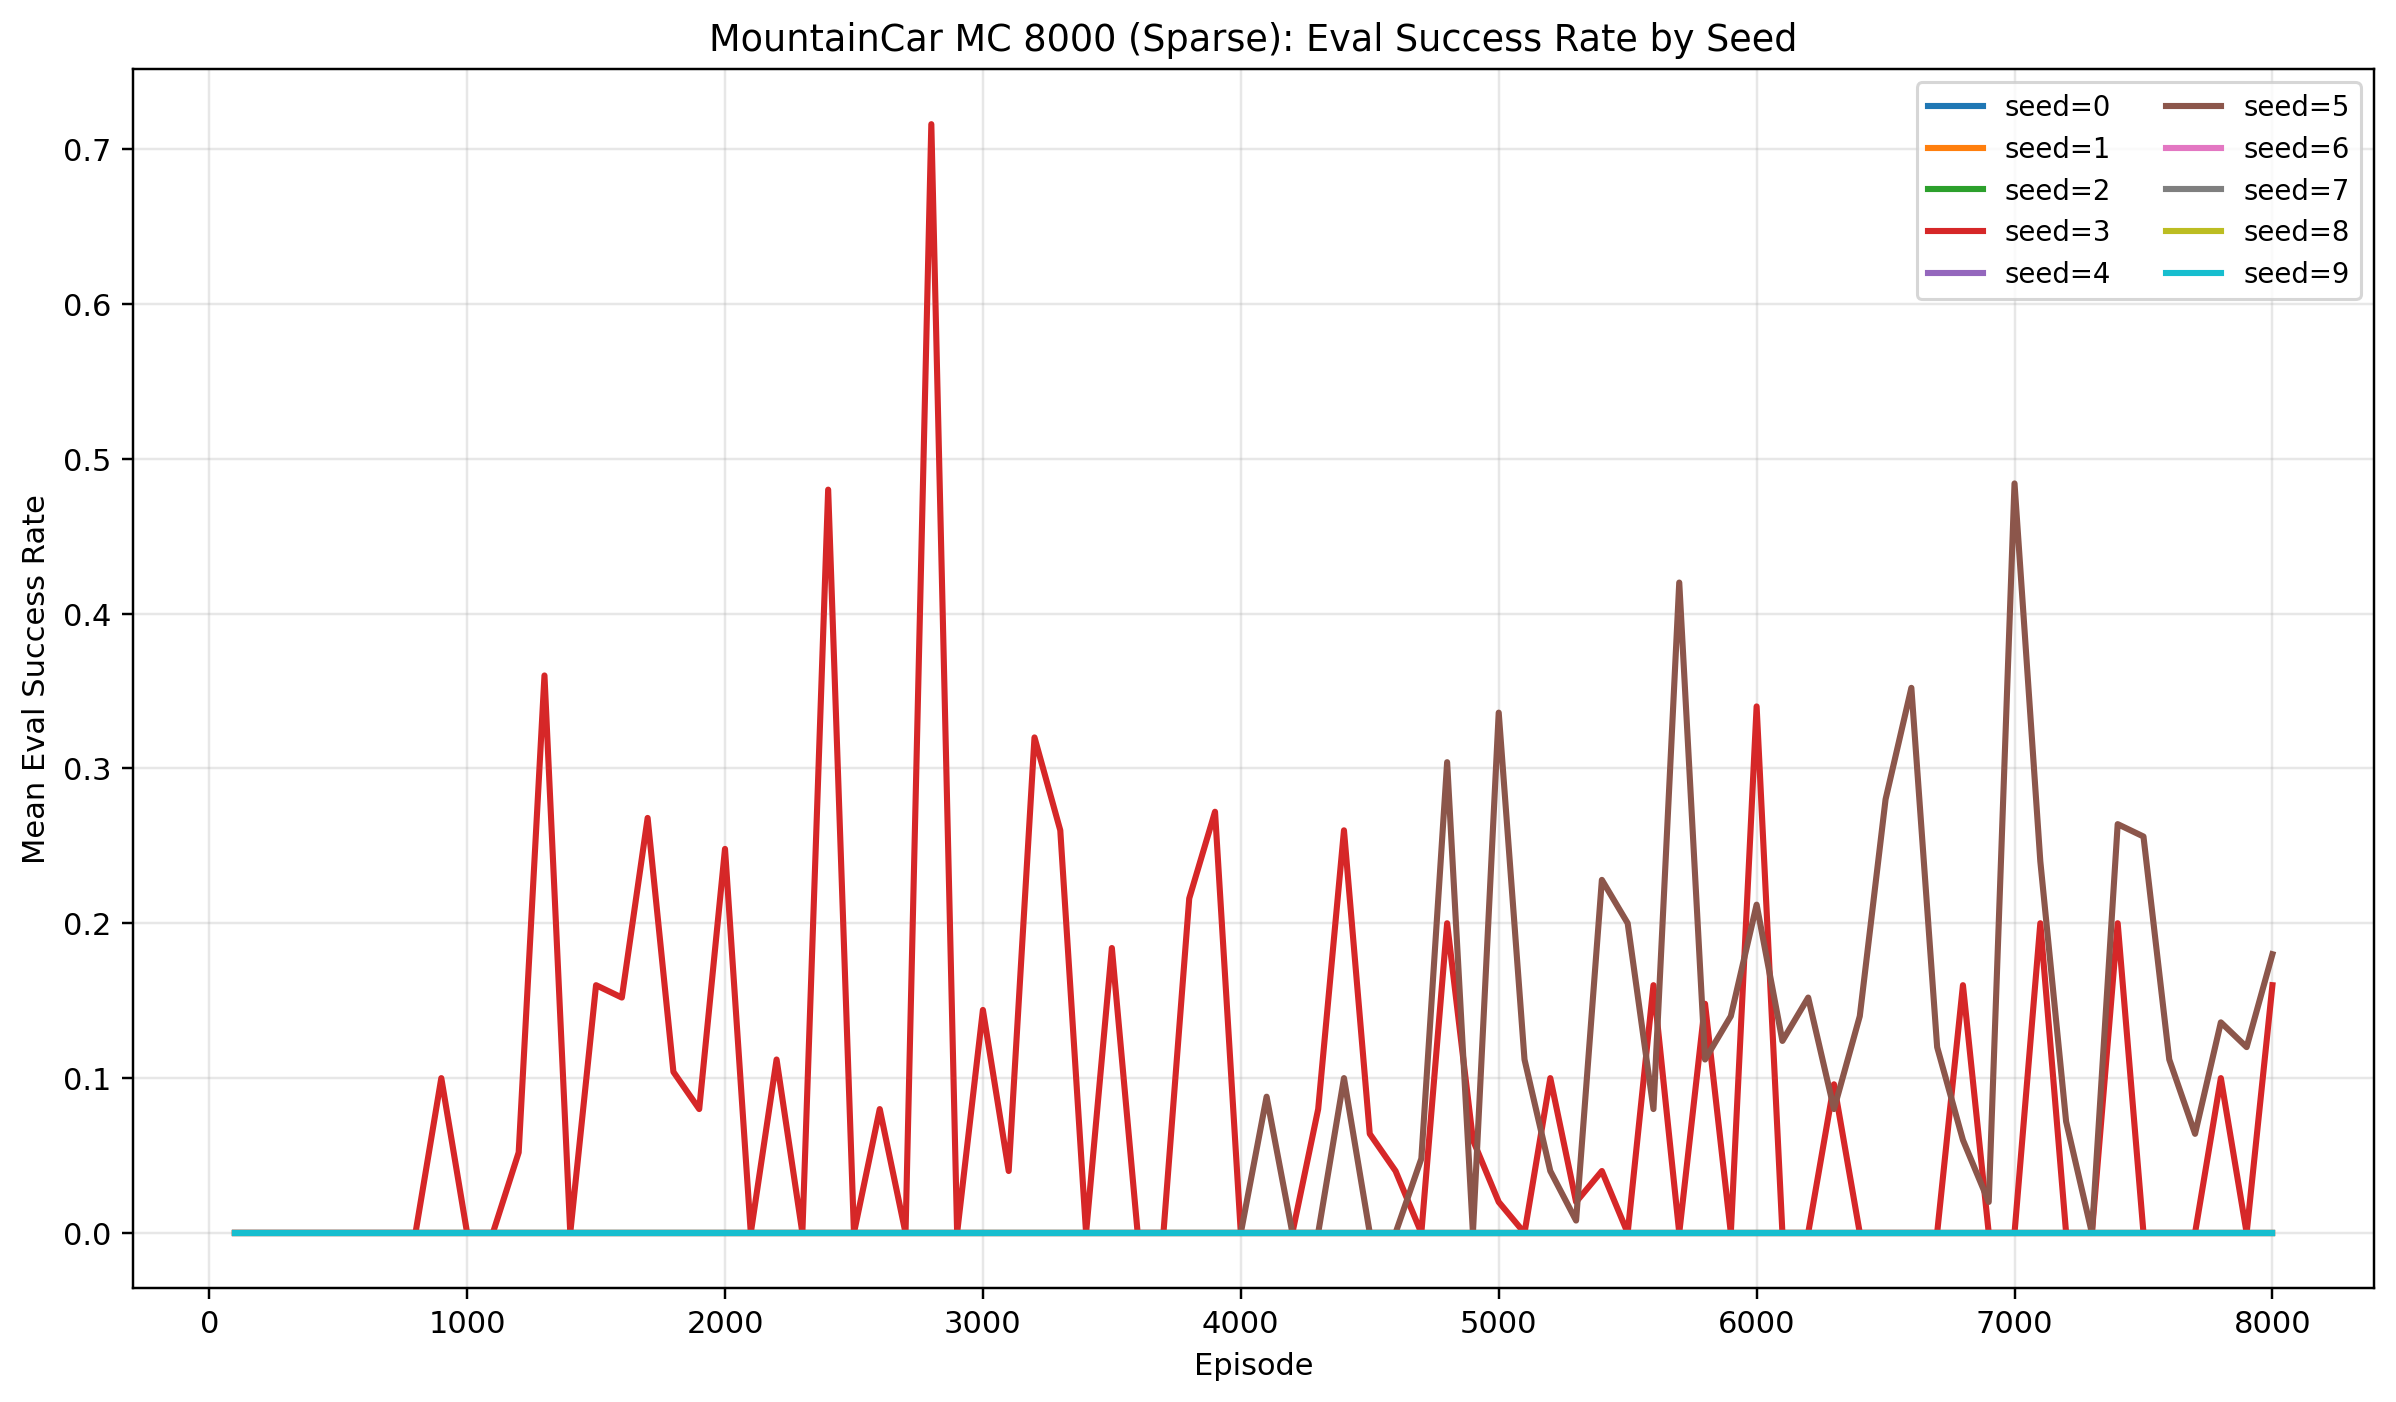 MountainCar MC 8000 (Sparse): Eval Success Rate by Seed
seed=0
seed=1
seed=2
seed=3
seed=4
seed=5
seed=6
seed=7
seed=8
seed=9
Mean Eval Success Rate
0.7
0.6
0.5
0.4
0.3
0.2
0.1
0.0
0 1000 2000 3000 4000 5000 6000 7000 8000
Episode